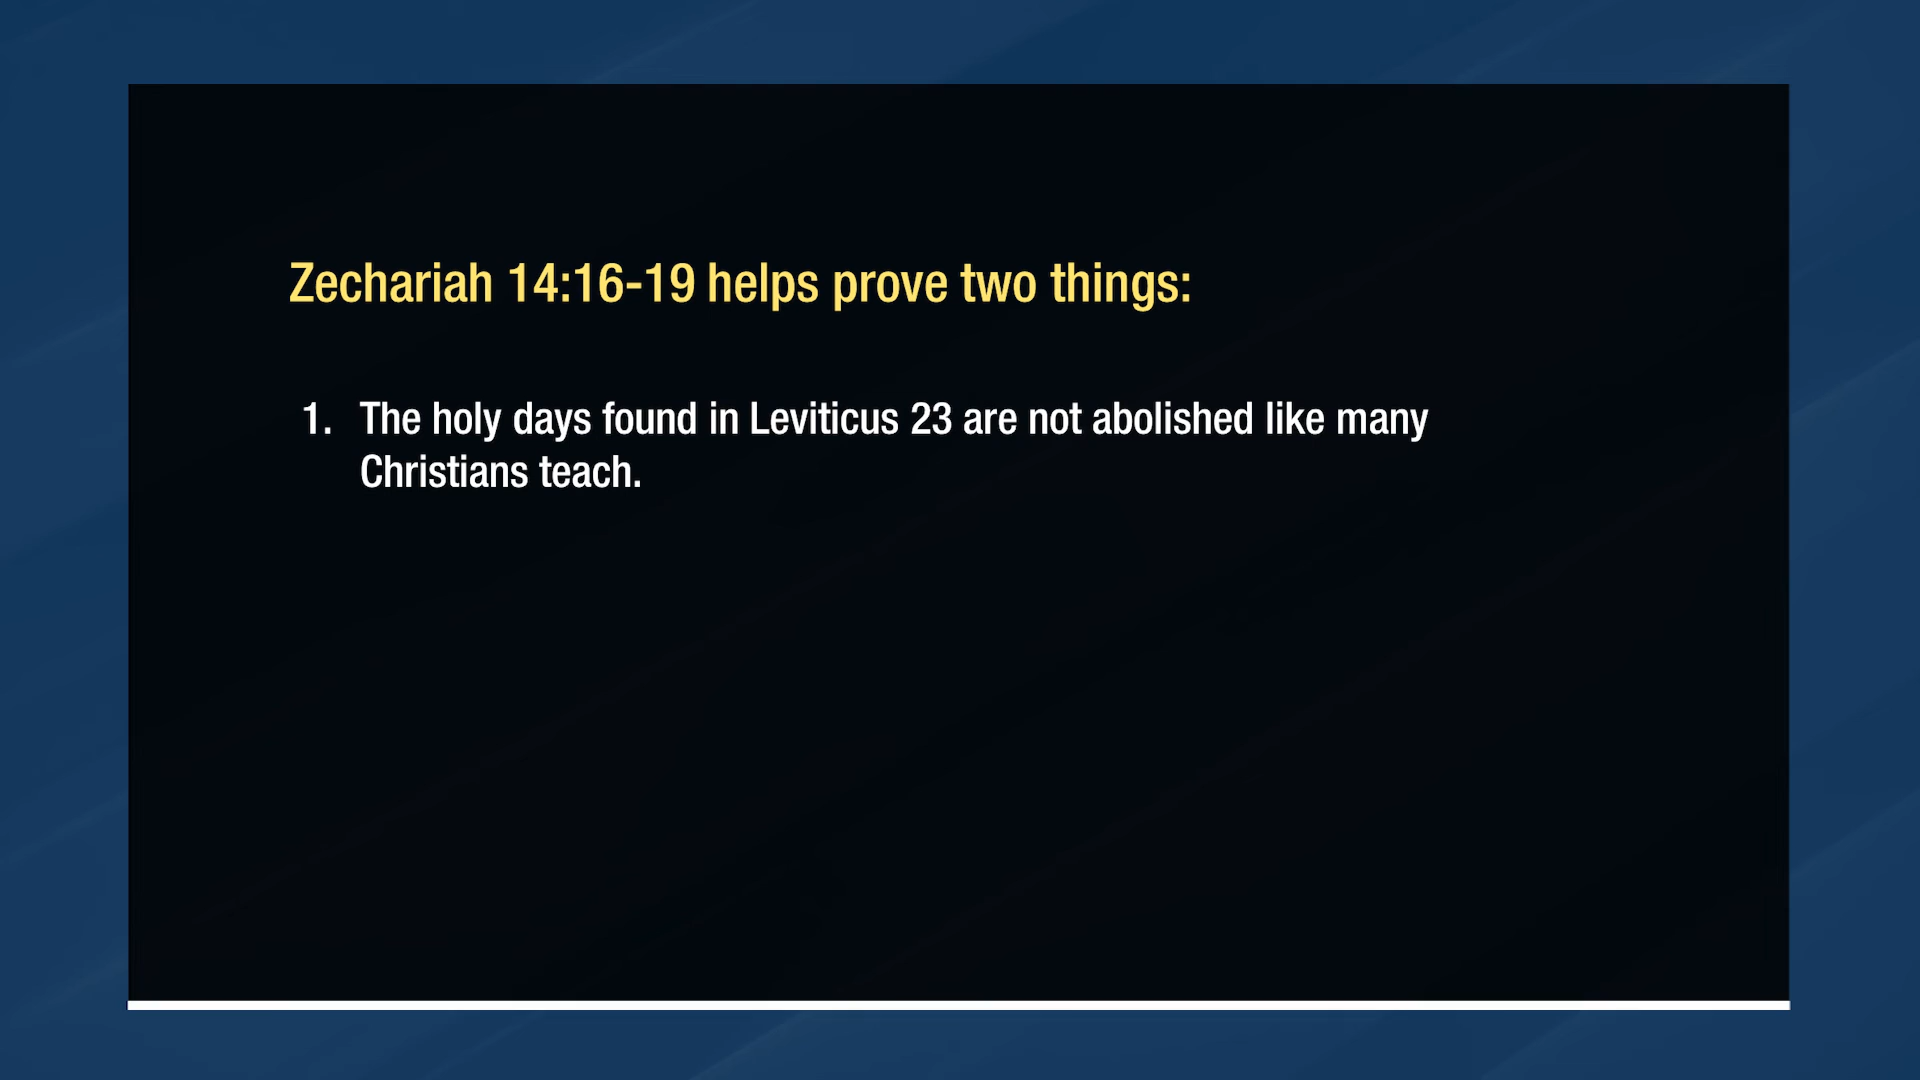 Zechariah 14:16-19 helps prove two things:
1. The holy days found in Leviticus 23 are not abolished like many
Christians teach.